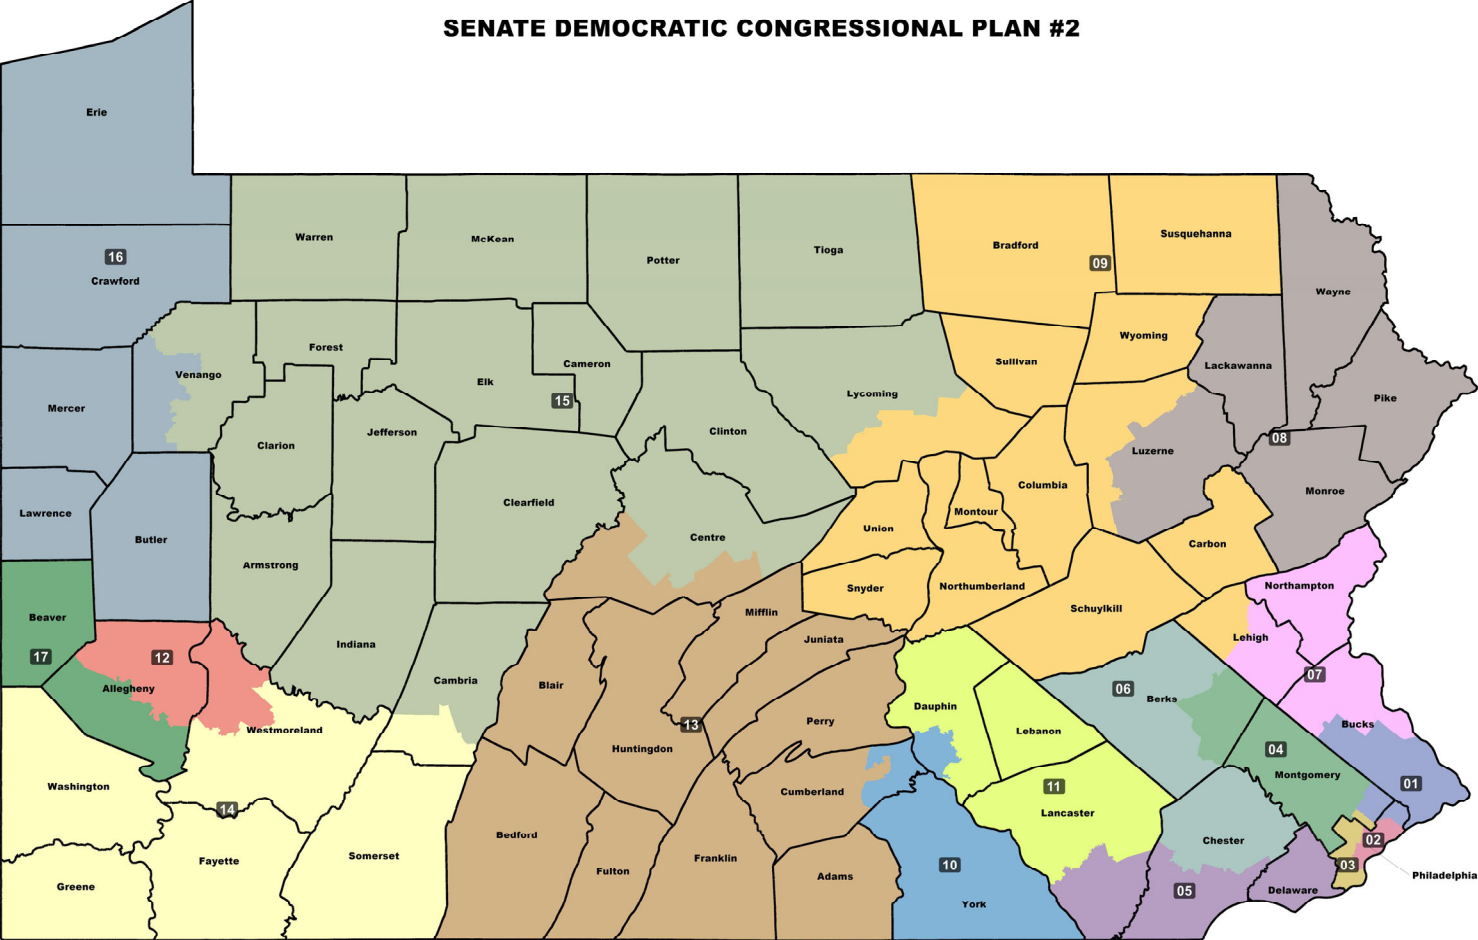 SENATE DEMOCRATIC CONGRESSIONAL PLAN #2
Erie
Warren
McKean
Potter
Tioga
Bradford
Susquehanna
09
16
Crawford
Wayne
Forest
Cameron
Sullivan
Wyoming
Lackawanna
Venango
Elk
15
Lycoming
Pike
Mercer
Clarion
Jefferson
Clinton
08
Luzerne
Lawrence
Clearfield
Columbia
Monroe
Montour
Butler
Centre
Union
Carbon
Armstrong
Snyder
Northumberland
Northampton
Beaver
Mifflin
Schuylkill
17
12
Indiana
Juniata
Lehigh
Allegheny
Cambria
Blair
06
Berks
07
Westmoreland
13
Perry
Dauphin
Lebanon
Bucks
Huntingdon
04
Washington
Cumberland
11
Montgomery
01
14
Lancaster
Bedford
Chester
02
Fayette
Somerset
Franklin
10
03
Greene
Fulton
Adams
York
05
Delaware
Philadelphia